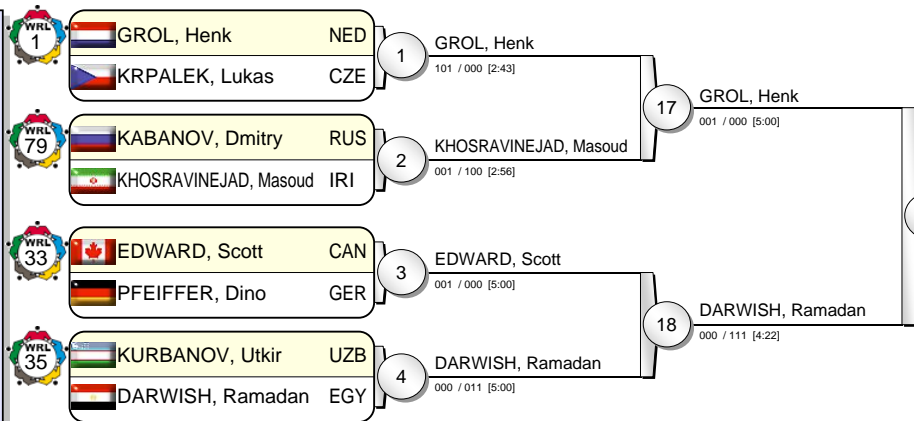 WRL
1
GROL, Henk NED
KRPALEK, Lukas CZE
1
GROL, Henk
101 / 000 [2:43]
WRL
79
KABANOV, Dmitry RUS
KHOSRAVINEJAD, Masoud IRI
2
KHOSRAVINEJAD, Masoud
001 / 100 [2:56]
17
GROL, Henk
001 / 000 [5:00]
WRL
33
EDWARD, Scott CAN
PFEIFFER, Dino GER
3
EDWARD, Scott
001 / 000 [5:00]
WRL
35
KURBANOV, Utkir UZB
DARWISH, Ramadan EGY
4
DARWISH, Ramadan
000 / 011 [5:00]
18
DARWISH, Ramadan
000 / 111 [4:22]